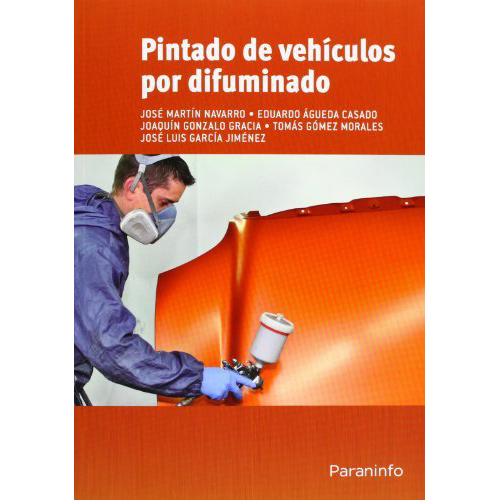 Pintado de vehículos
por difuminado
JOSÉ MARTÍN NAVARRO • EDUARDO ÁGUEDA CASADO
JOAQUÍN GONZALO GRACIA • TOMÁS GÓMEZ MORALES
JOSÉ LUIS GARCÍA JIMÉNEZ
Paraninfo